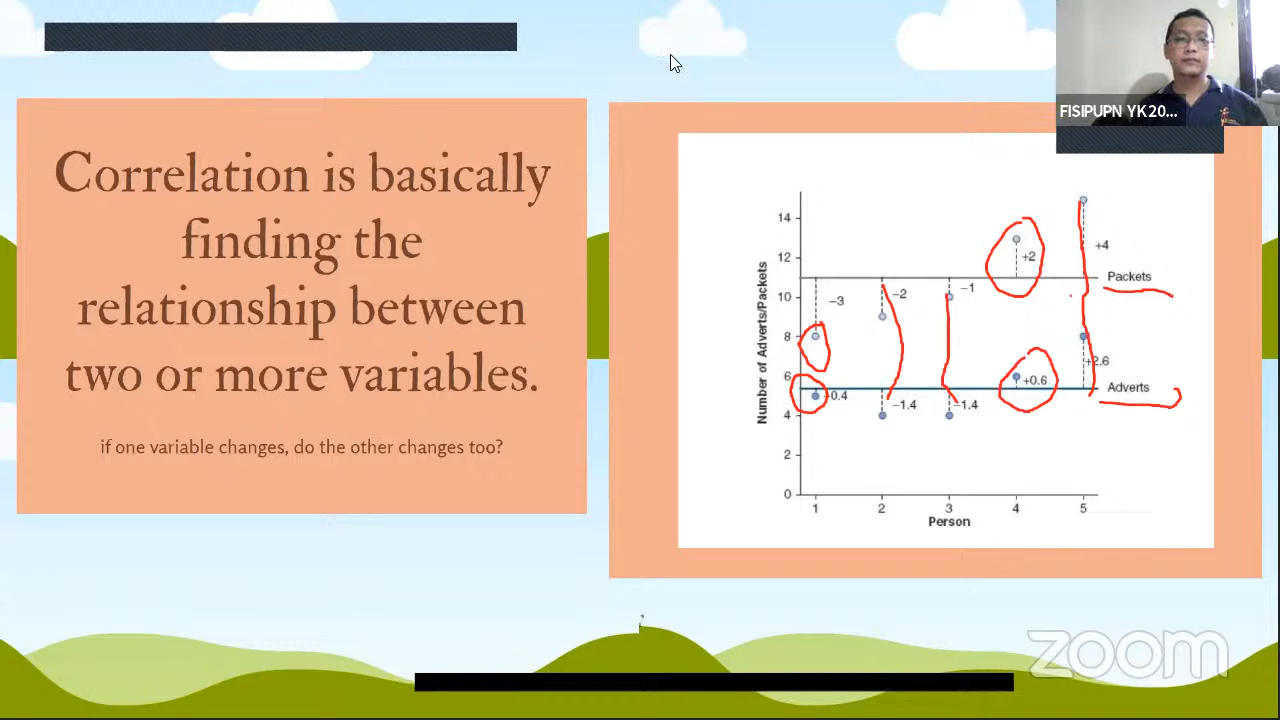 FISIPUPN YK20...
Correlation is basically
finding the
relationship between
two or more variables.
if one variable changes, do the other changes too?
Number of Adverts/Packets
14
12
10
8
6
4
2
0
1
2
3
4
5
Person
−3
−2
−1
+2
+4
Packets
−0.4
−1.4
−1.4
+0.6
+2.6
Adverts
zoom